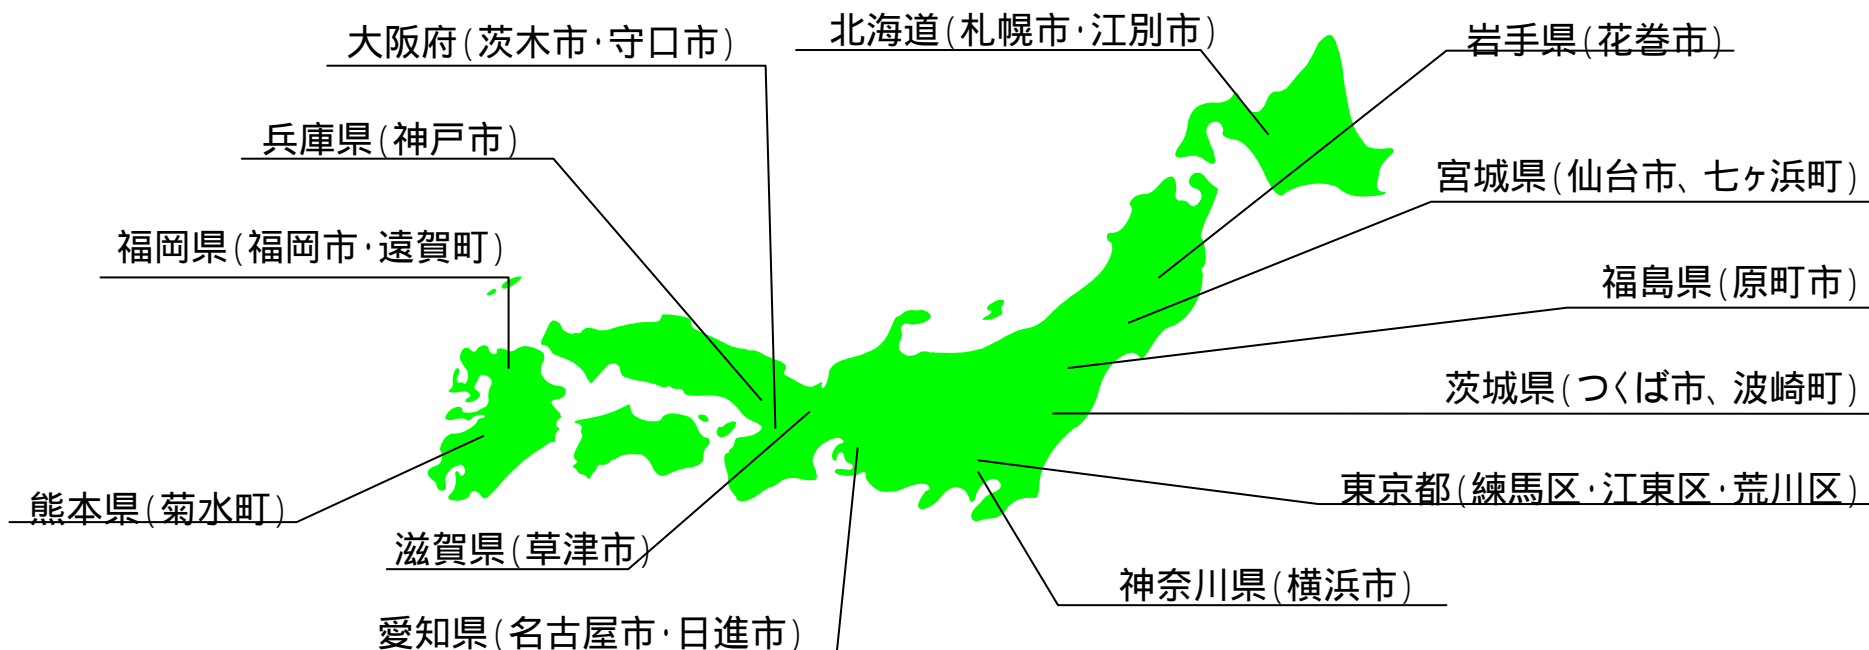 北海道(札幌市･江別市)
岩手県(花巻市)
大阪府(茨木市･守口市)
兵庫県(神戸市)
宮城県(仙台市、七ヶ浜町)
福岡県(福岡市･遠賀町)
福島県(原町市)
茨城県(つくば市、波崎町)
東京都(練馬区･江東区･荒川区)
熊本県(菊水町)
滋賀県(草津市)
神奈川県(横浜市)
愛知県(名古屋市･日進市)